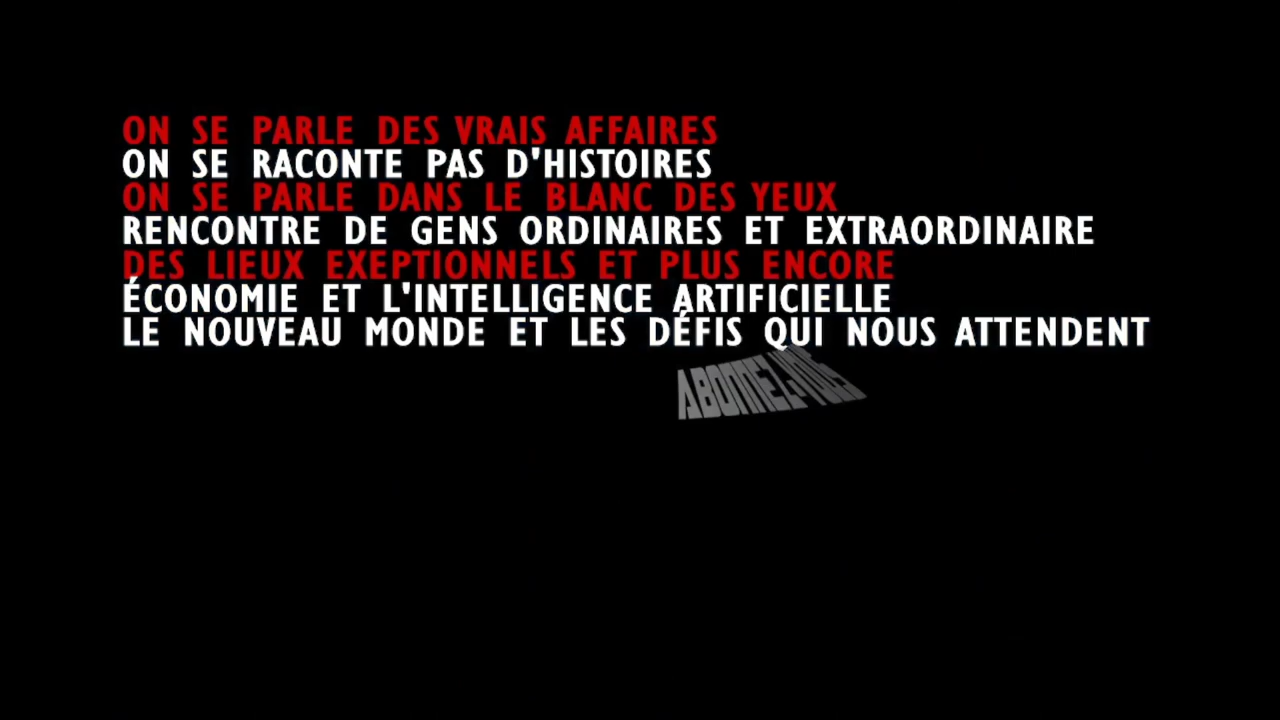 ON SE PARLE DES VRAIS AFFAIRES
ON SE RACONTE PAS D'HISTOIRES
ON SE PARLE DANS LE BLANC DES YEUX
RENCONTRE DE GENS ORDINAIRES ET EXTRAORDINAIRE
DES LIEUX EXEPTIONNELS ET PLUS ENCORE
ÉCONOMIE ET L'INTELLIGENCE ARTIFICIELLE
LE NOUVEAU MONDE ET LES DÉFIS QUI NOUS ATTENDENT
ABONNEZ-VOUS